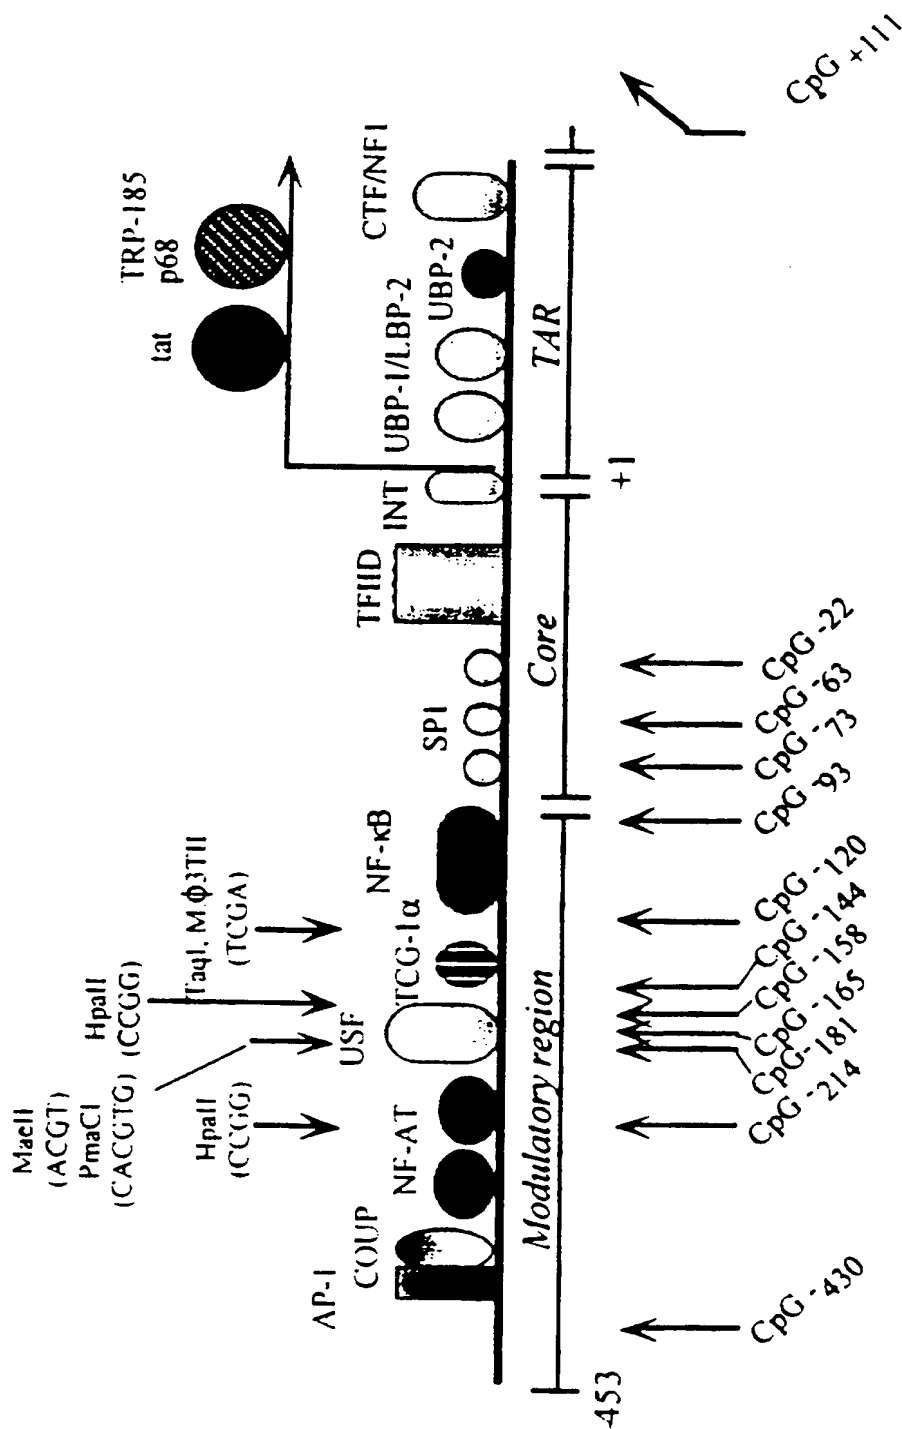 MaeII
(ACGT)
PmaCI
(CACGTG)
HpaII
(CCGG)
HpaII
(CCGG)
TaqI, M.φ3TII
(TCGA)
tat
TRP-185
p68
AP-1
COUP
NF-AT
USF
TCG-1α
NF-κB
SP1
TFIID
INT
UBP-1/LBP-2
UBP-2
CTF/NF1
Modulatory region
Core
TAR
-453
+1
CpG -430
CpG -214
CpG -181
CpG -165
CpG -158
CpG -144
CpG -120
CpG -93
CpG -73
CpG -63
CpG -22
CpG +111